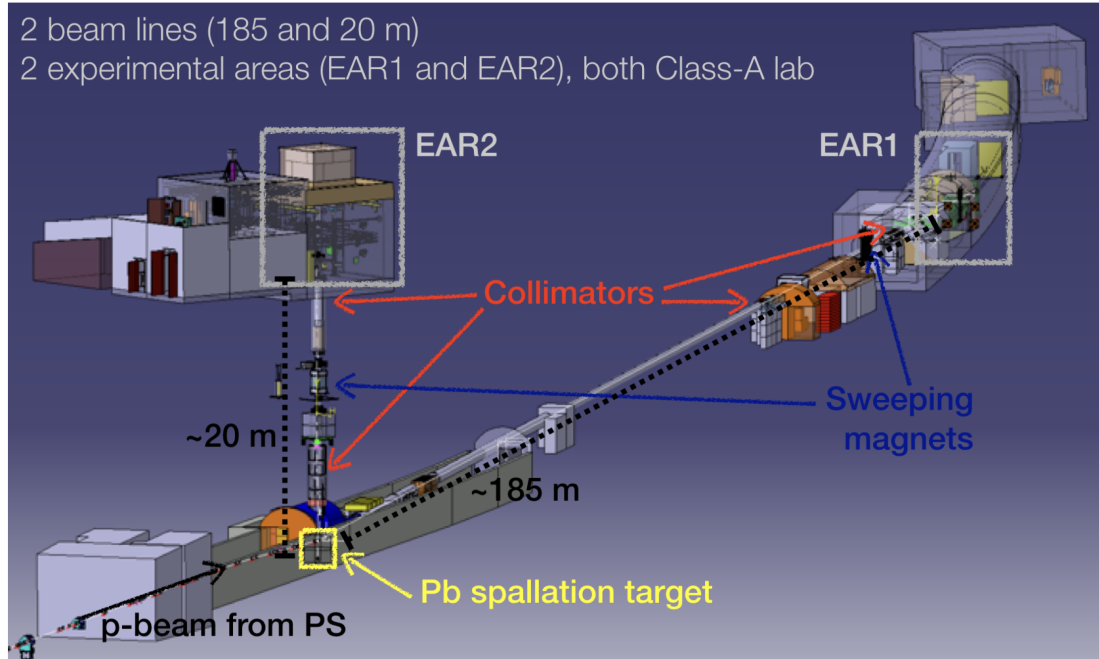 2 beam lines (185 and 20 m)
2 experimental areas (EAR1 and EAR2), both Class-A lab
EAR2
EAR1
Collimators
Sweeping
magnets
~20 m
~185 m
Pb spallation target
p-beam from PS